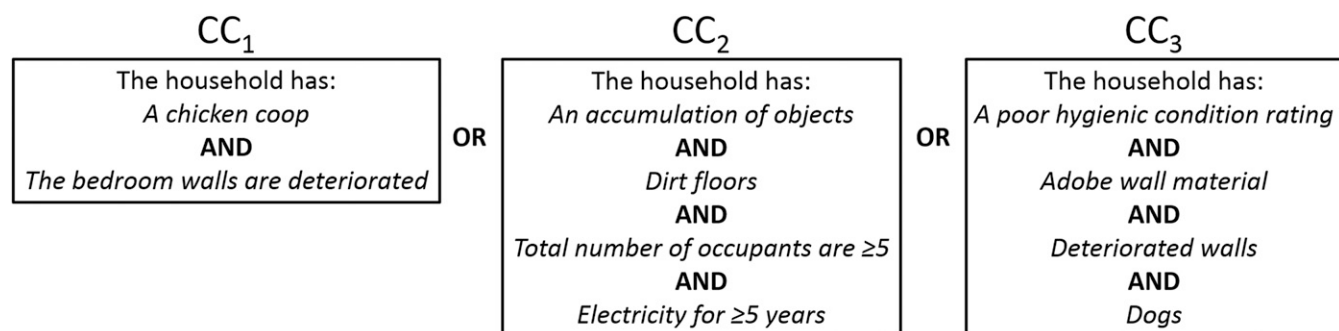 CC1
The household has:
A chicken coop
AND
The bedroom walls are deteriorated
OR
CC2
The household has:
An accumulation of objects
AND
Dirt floors
AND
Total number of occupants are ≥5
AND
Electricity for ≥5 years
OR
CC3
The household has:
A poor hygienic condition rating
AND
Adobe wall material
AND
Deteriorated walls
AND
Dogs